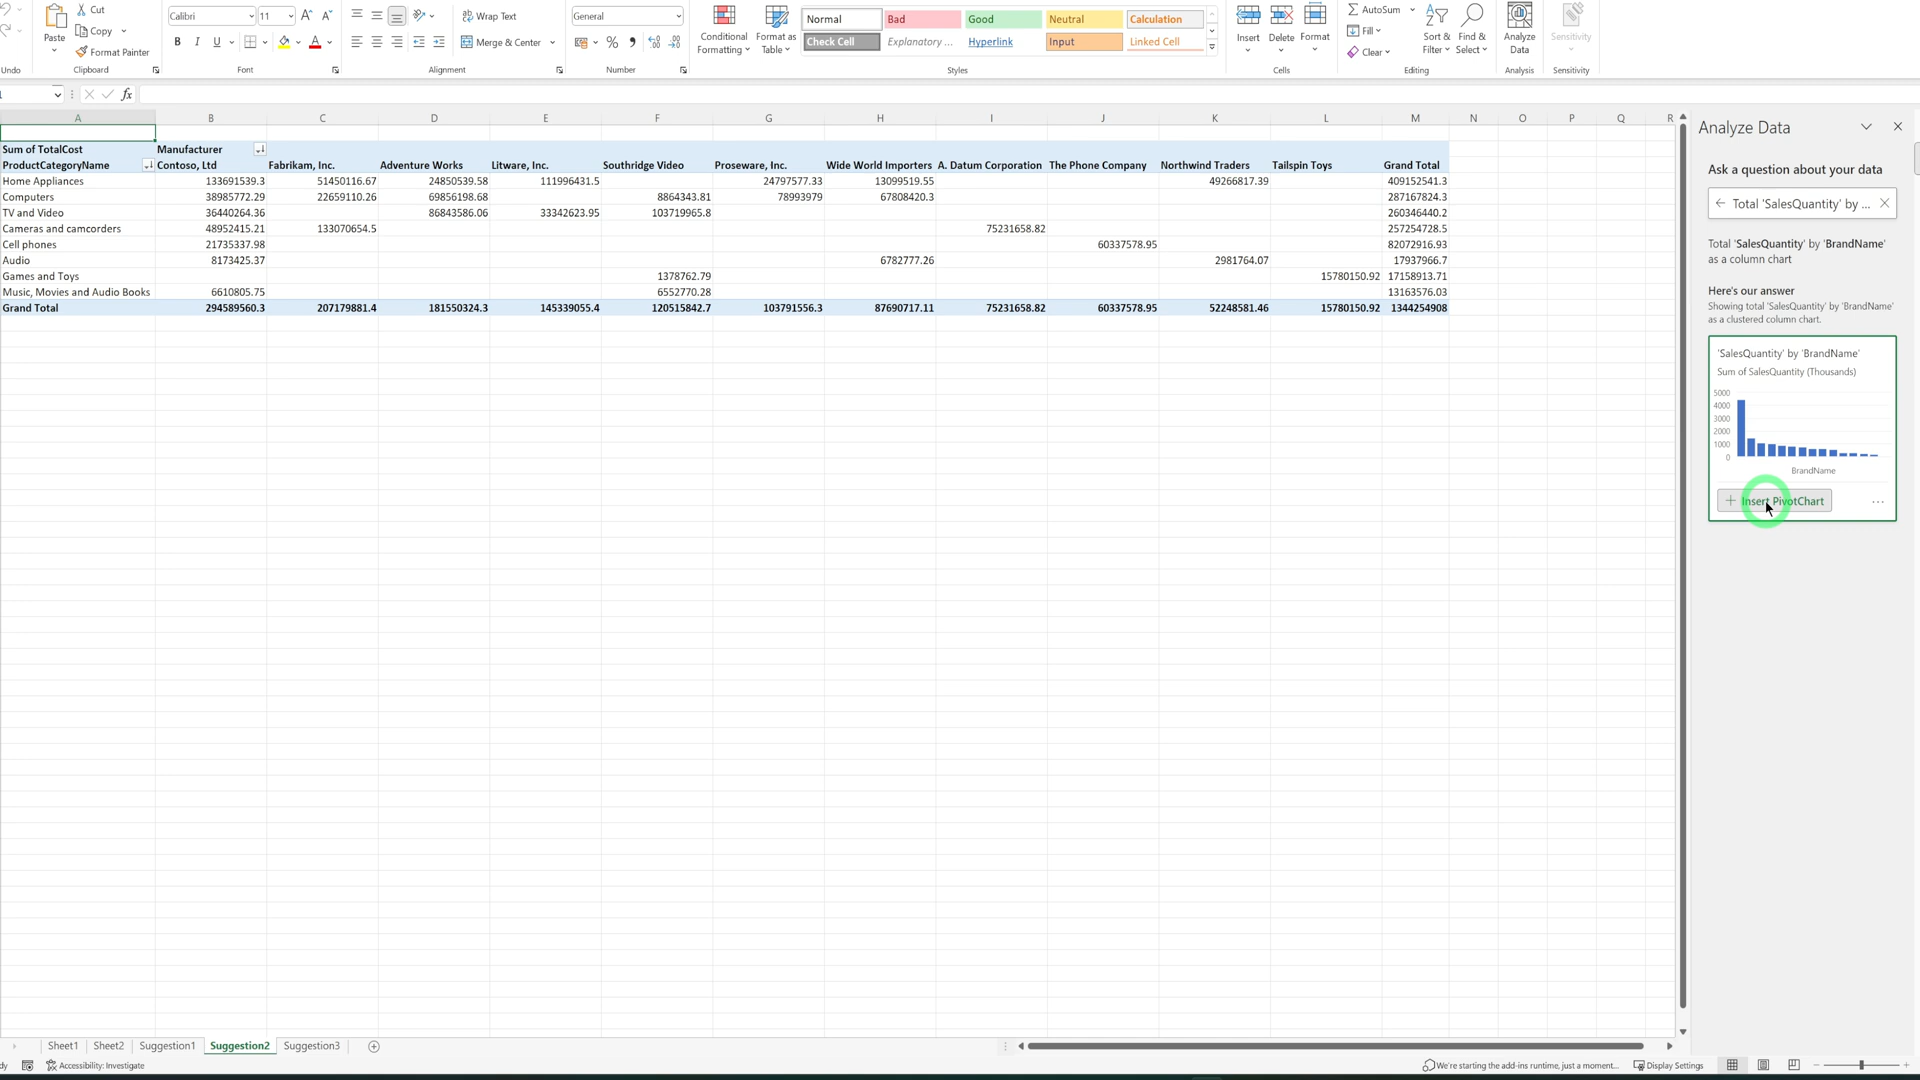 Cut
Copy
Format Painter
Paste
Undo
Clipboard
Calibri
11
B I U
Font
Wrap Text
Merge & Center
Alignment
General
Number
Conditional
Formatting
Format as
Table
Normal
Bad
Good
Neutral
Calculation
Check Cell
Explanatory ...
Hyperlink
Input
Linked Cell
Styles
Insert
Delete
Format
Cells
AutoSum
Fill
Clear
Sort &
Filter
Find &
Select
Editing
Analyze
Data
Analysis
Sensitivity
Sensitivity
fx
A B C D E F G H I J K L M N O P Q R
Sum of TotalCost Manufacturer
ProductCategoryName Contoso, Ltd Fabrikam, Inc. Adventure Works Litware, Inc. Southridge Video Proseware, Inc. Wide World Importers A. Datum Corporation The Phone Company Northwind Traders Tailspin Toys Grand Total
Home Appliances 133691539.3 51450116.67 24850539.58 111996431.5 24797577.33 13099519.55 49266817.39 409152541.3
Computers 38985772.29 22659110.26 69856198.68 8864343.81 78993979 67808420.3 287167824.3
TV and Video 36440264.36 86843586.06 33342623.95 103719965.8 260346440.2
Cameras and camcorders 48952415.21 133070654.5 75231658.82 257254728.5
Cell phones 21735337.98 60337578.95 82072916.93
Audio 8173425.37 6782777.26 2981764.07 17937966.7
Games and Toys 1378762.79 15780150.92 17158913.71
Music, Movies and Audio Books 6610805.75 6552770.28 13163576.03
Grand Total 294589560.3 207179881.4 181550324.3 145339055.4 120515842.7 103791556.3 87690717.11 75231658.82 60337578.95 52248581.46 15780150.92 1344254908
Analyze Data
Ask a question about your data
Total 'SalesQuantity' by ...
Total 'SalesQuantity' by 'BrandName'
as a column chart
Here's our answer
Showing total 'SalesQuantity' by 'BrandName'
as a clustered column chart.
'SalesQuantity' by 'BrandName'
Sum of SalesQuantity (Thousands)
5000
4000
3000
2000
1000
0
BrandName
Insert PivotChart
Sheet1 Sheet2 Suggestion1 Suggestion2 Suggestion3
Accessibility: Investigate
We're starting the add-ins runtime, just a moment...
Display Settings